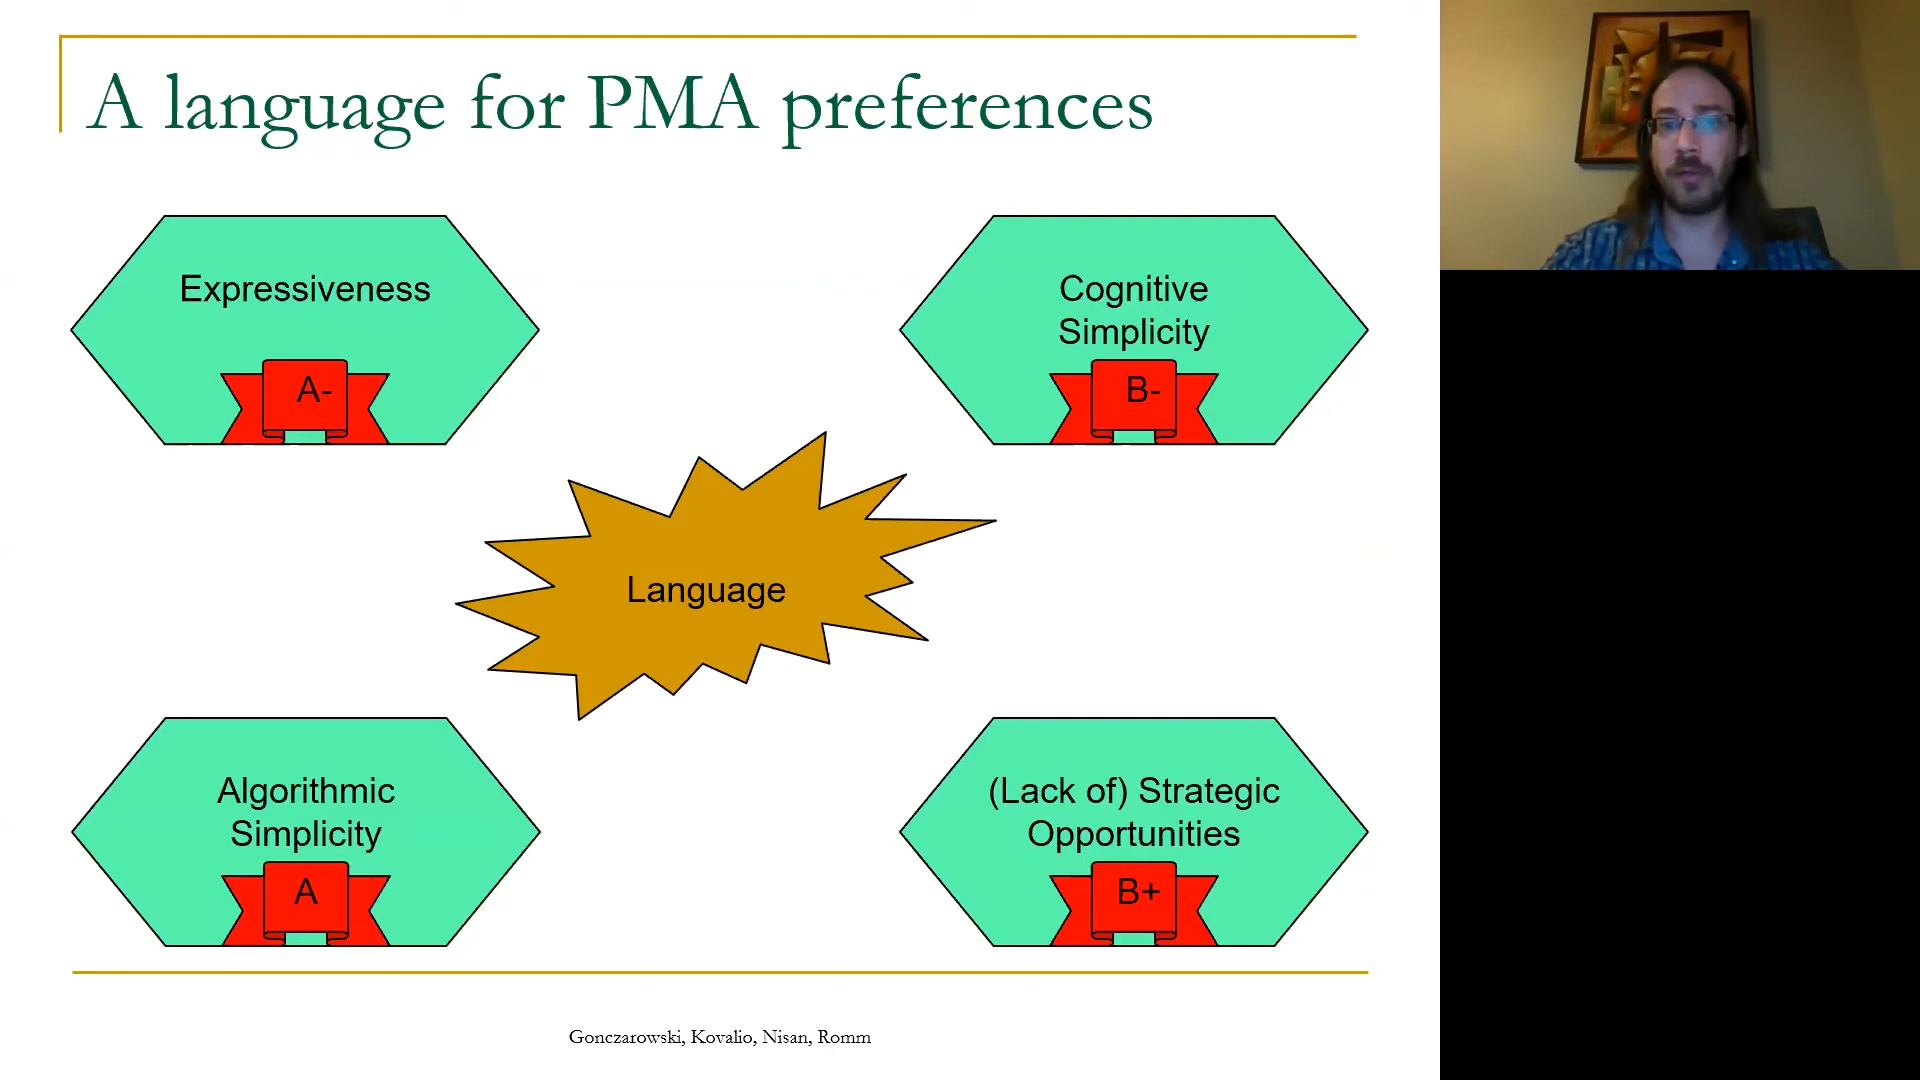 A language for PMA preferences
Expressiveness
A-
Cognitive
Simplicity
B-
Language
Algorithmic
Simplicity
A
(Lack of) Strategic
Opportunities
B+
Gonczarowski, Kovalio, Nisan, Romm